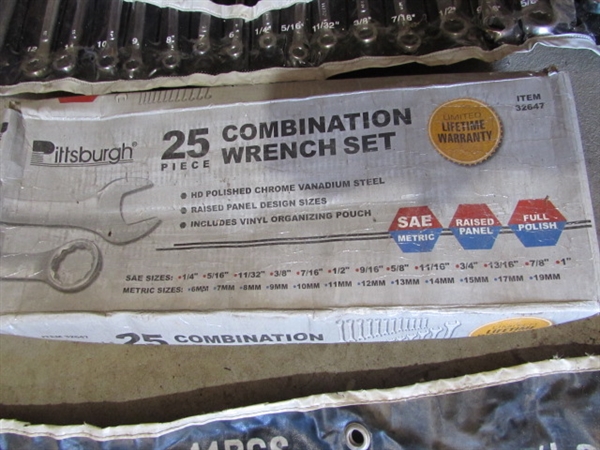 1/4" 5/16" 11/32" 3/8" 7/16"
Pittsburgh®
25 PIECE
COMBINATION
WRENCH SET
LIMITED
LIFETIME
WARRANTY
ITEM
32647
• HD POLISHED CHROME VANADIUM STEEL
• RAISED PANEL DESIGN SIZES
• INCLUDES VINYL ORGANIZING POUCH
SAE
METRIC
RAISED
PANEL
FULL
POLISH
SAE SIZES: •1/4" •5/16" •11/32" •3/8" •7/16" •1/2" •9/16" •5/8" •11/16" •3/4" •13/16" •7/8" •1"
METRIC SIZES: •6MM •7MM •8MM •9MM •10MM •11MM •12MM •13MM •14MM •15MM •17MM •19MM
ITEM 32647
25 COMBINATION